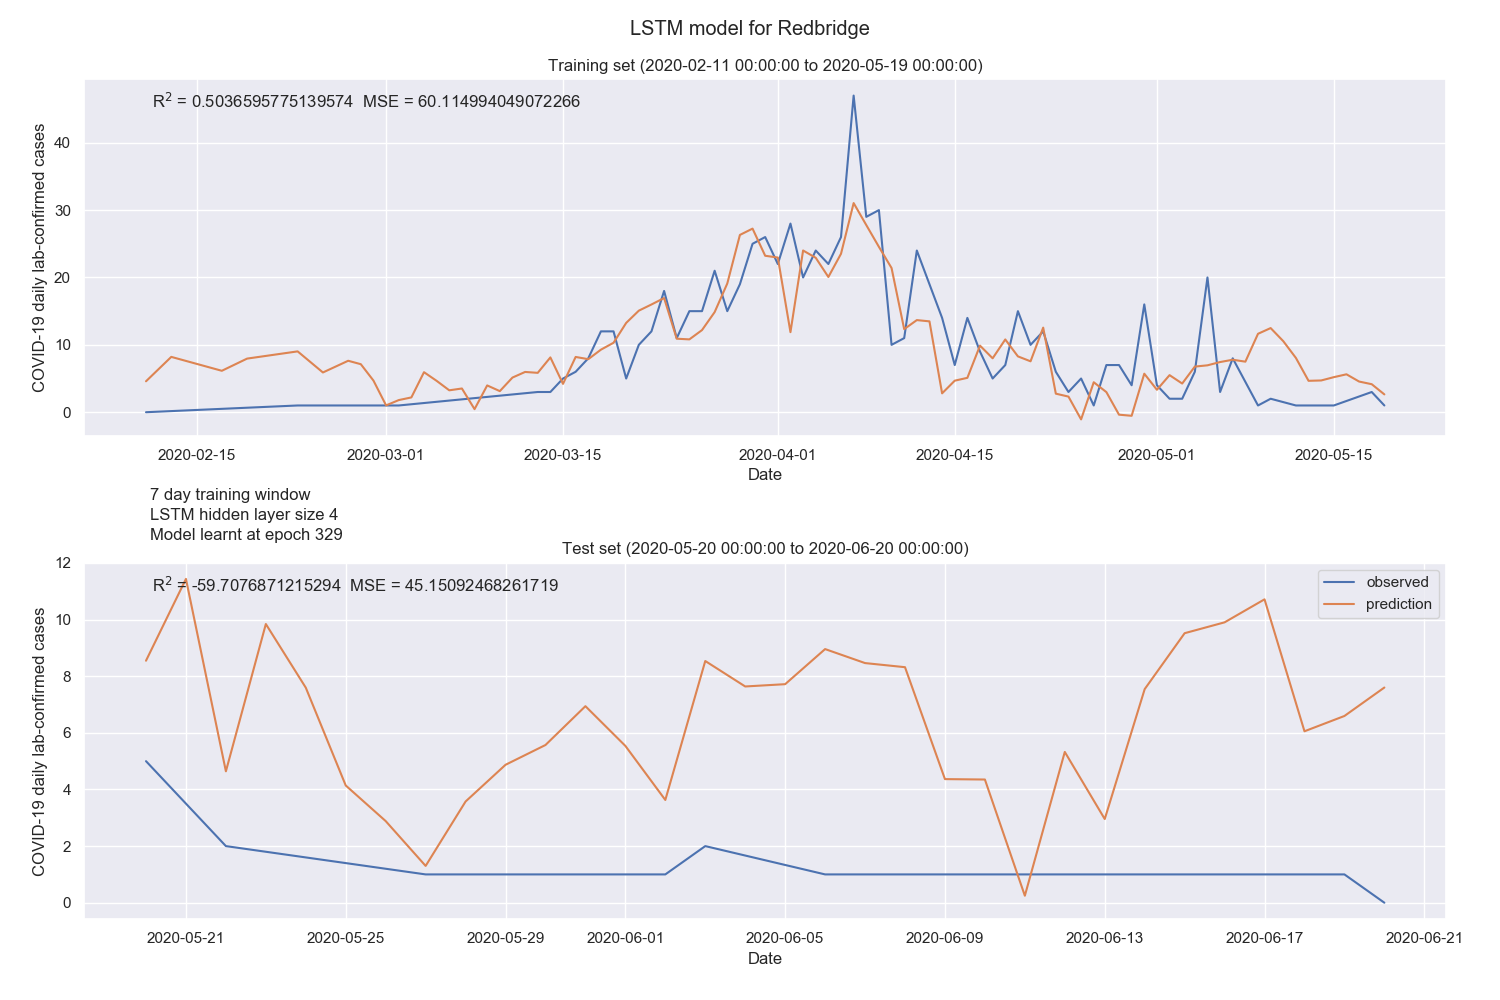 LSTM model for Redbridge
Training set (2020-02-11 00:00:00 to 2020-05-19 00:00:00)
R² = 0.5036595775139574  MSE = 60.114994049072266
COVID-19 daily lab-confirmed cases
40
30
20
10
0
2020-02-15
2020-03-01
2020-03-15
2020-04-01
2020-04-15
2020-05-01
2020-05-15
Date
7 day training window
LSTM hidden layer size 4
Model learnt at epoch 329
Test set (2020-05-20 00:00:00 to 2020-06-20 00:00:00)
R² = -59.7076871215294  MSE = 45.15092468261719
observed
prediction
COVID-19 daily lab-confirmed cases
12
10
8
6
4
2
0
2020-05-21
2020-05-25
2020-05-29
2020-06-01
2020-06-05
2020-06-09
2020-06-13
2020-06-17
2020-06-21
Date